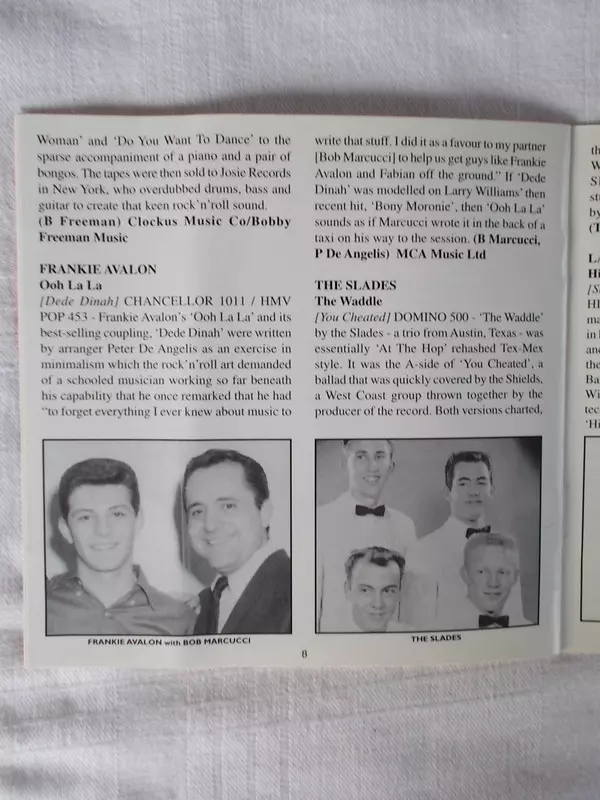 Woman' and 'Do You Want To Dance' to the
sparse accompaniment of a piano and a pair of
bongos. The tapes were then sold to Josie Records
in New York, who overdubbed drums, bass and
guitar to create that keen rock'n'roll sound.
(B Freeman) Clockus Music Co/Bobby
Freeman Music
FRANKIE AVALON
Ooh La La
[Dede Dinah] CHANCELLOR 1011 / HMV
POP 453 - Frankie Avalon's 'Ooh La La' and its
best-selling coupling, 'Dede Dinah' were written
by arranger Peter De Angelis as an exercise in
minimalism which the rock'n'roll art demanded
of a schooled musician working so far beneath
his capability that he once remarked that he had
"to forget everything I ever knew about music to
write that stuff. I did it as a favour to my partner
[Bob Marcucci] to help us get guys like Frankie
Avalon and Fabian off the ground." If 'Dede
Dinah' was modelled on Larry Williams' then
recent hit, 'Bony Moronie', then 'Ooh La La'
sounds as if Marcucci wrote it in the back of a
taxi on his way to the session. (B Marcucci,
P De Angelis) MCA Music Ltd
THE SLADES
The Waddle
[You Cheated] DOMINO 500 - 'The Waddle'
by the Slades - a trio from Austin, Texas - was
essentially 'At The Hop' rehashed Tex-Mex
style. It was the A-side of 'You Cheated', a
ballad that was quickly covered by the Shields,
a West Coast group thrown together by the
producer of the record. Both versions charted,
FRANKIE AVALON with BOB MARCUCCI
THE SLADES
8